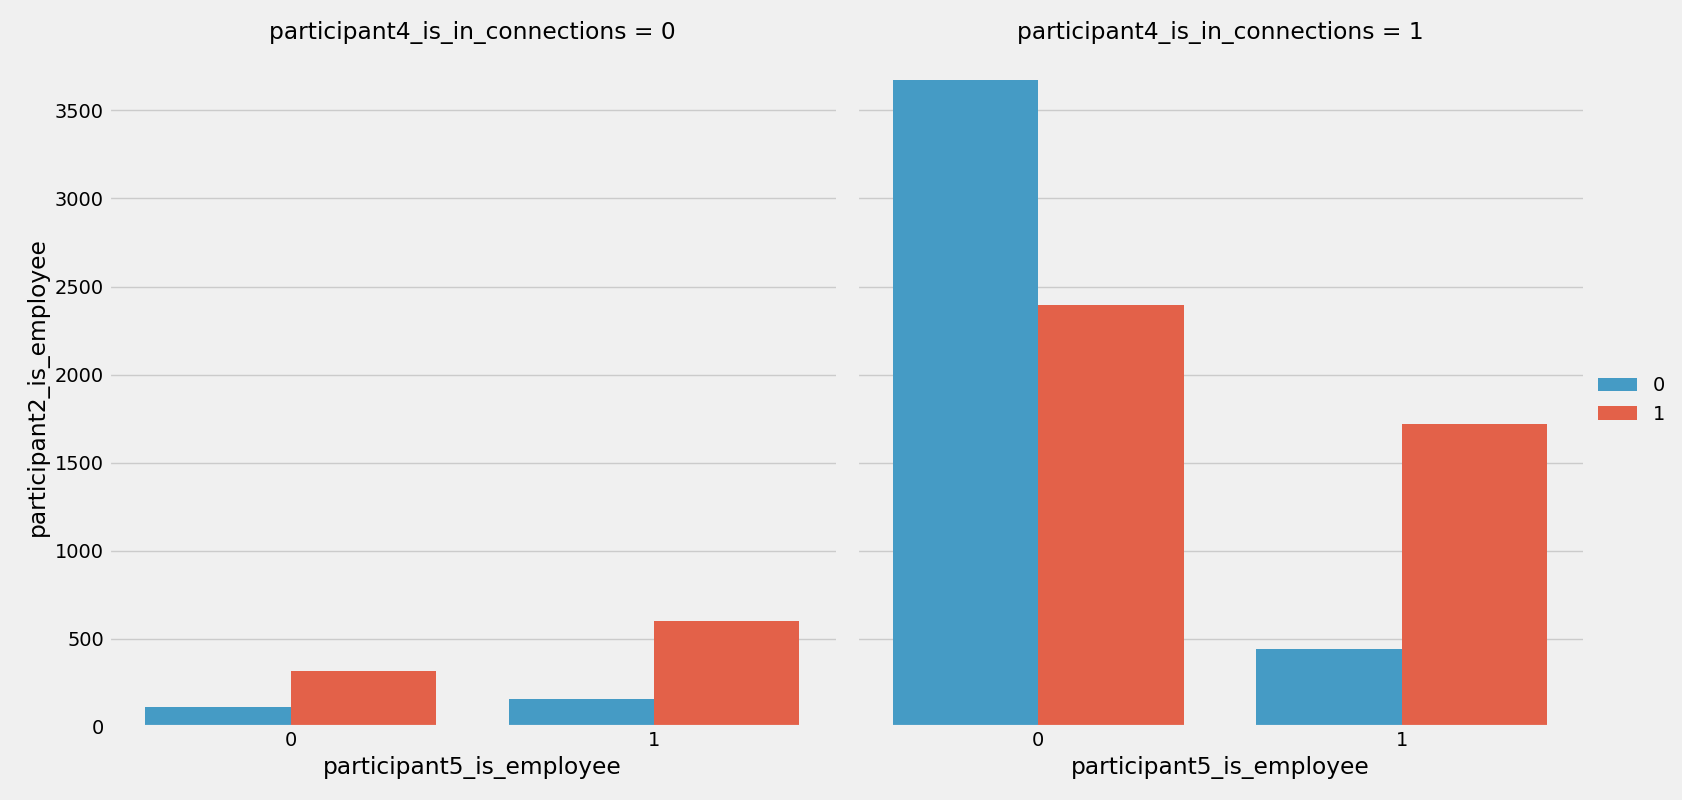 participant4_is_in_connections = 0
participant4_is_in_connections = 1
participant2_is_employee
3500
3000
2500
2000
1500
1000
500
0
0
1
0
1
participant5_is_employee
participant5_is_employee
0
1